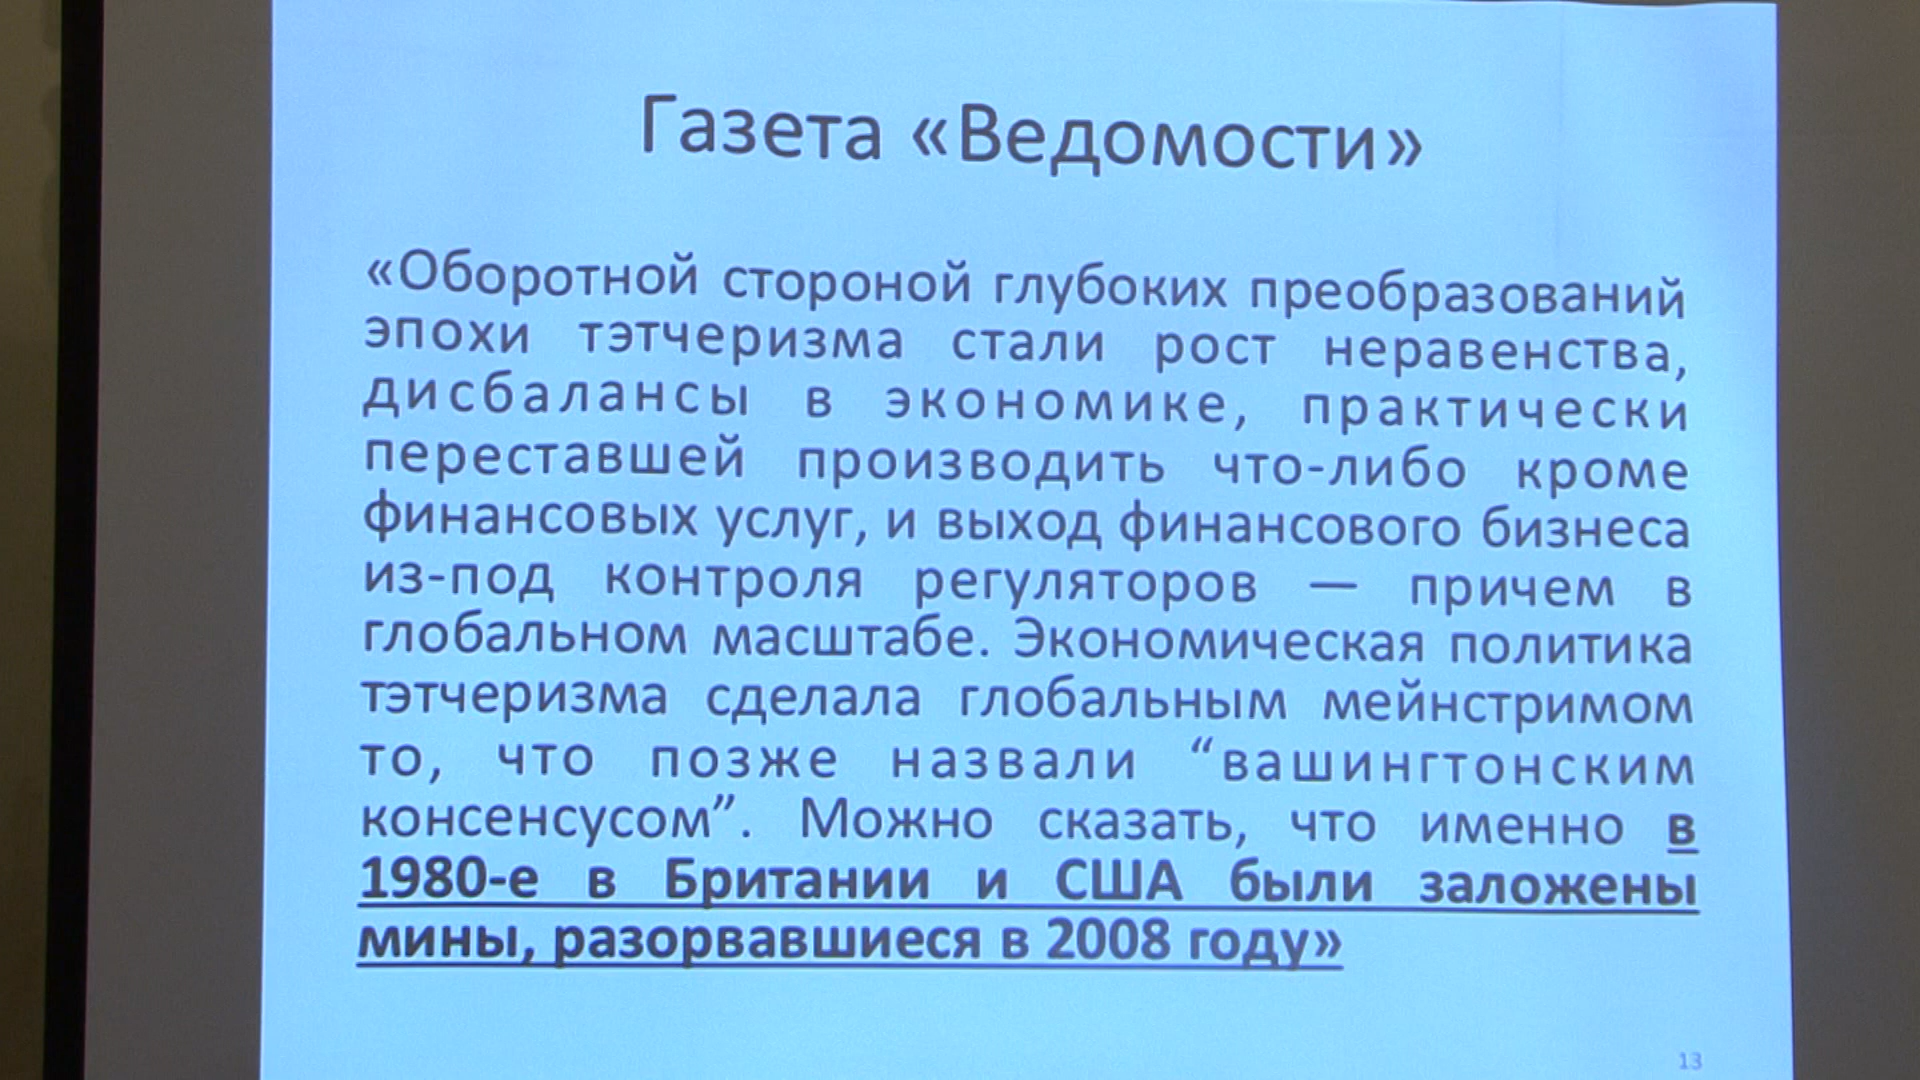 Газета «Ведомости»
«Оборотной стороной глубоких преобразований
эпохи тэтчеризма стали рост неравенства,
дисбалансы в экономике, практически
переставшей производить что-либо кроме
финансовых услуг, и выход финансового бизнеса
из-под контроля регуляторов — причем в
глобальном масштабе. Экономическая политика
тэтчеризма сделала глобальным мейнстримом
то, что позже назвали “вашингтонским
консенсусом”. Можно сказать, что именно в
1980-е в Британии и США были заложены
мины, разорвавшиеся в 2008 году»
13